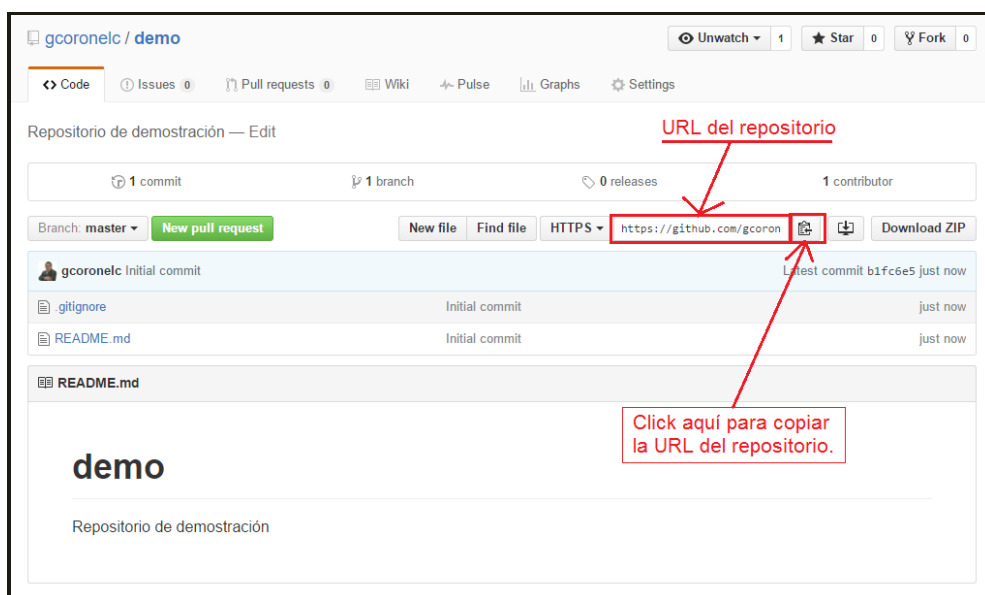 gcoronelc / demo
Unwatch 1 Star 0 Fork 0
Code Issues 0 Pull requests 0 Wiki Pulse Graphs Settings
Repositorio de demostración — Edit
URL del repositorio
1 commit 1 branch 0 releases 1 contributor
Branch: master New pull request New file Find file HTTPS https://github.com/gcoron Download ZIP
gcoronelc Initial commit Latest commit b1fc6e5 just now
.gitignore Initial commit just now
README.md Initial commit just now
README.md
Click aquí para copiar
la URL del repositorio.
demo
Repositorio de demostración